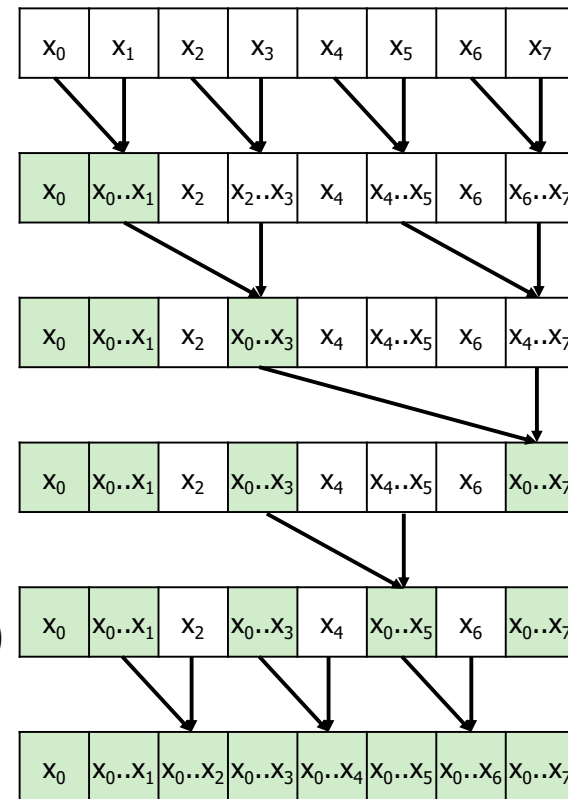 x₀ x₁ x₂ x₃ x₄ x₅ x₆ x₇
x₀ x₀..x₁ x₂ x₂..x₃ x₄ x₄..x₅ x₆ x₆..x₇
x₀ x₀..x₁ x₂ x₀..x₃ x₄ x₄..x₅ x₆ x₄..x₇
x₀ x₀..x₁ x₂ x₀..x₃ x₄ x₄..x₅ x₆ x₀..x₇
) x₀ x₀..x₁ x₂ x₀..x₃ x₄ x₀..x₅ x₆ x₀..x₇
x₀ x₀..x₁ x₀..x₂ x₀..x₃ x₀..x₄ x₀..x₅ x₀..x₆ x₀..x₇